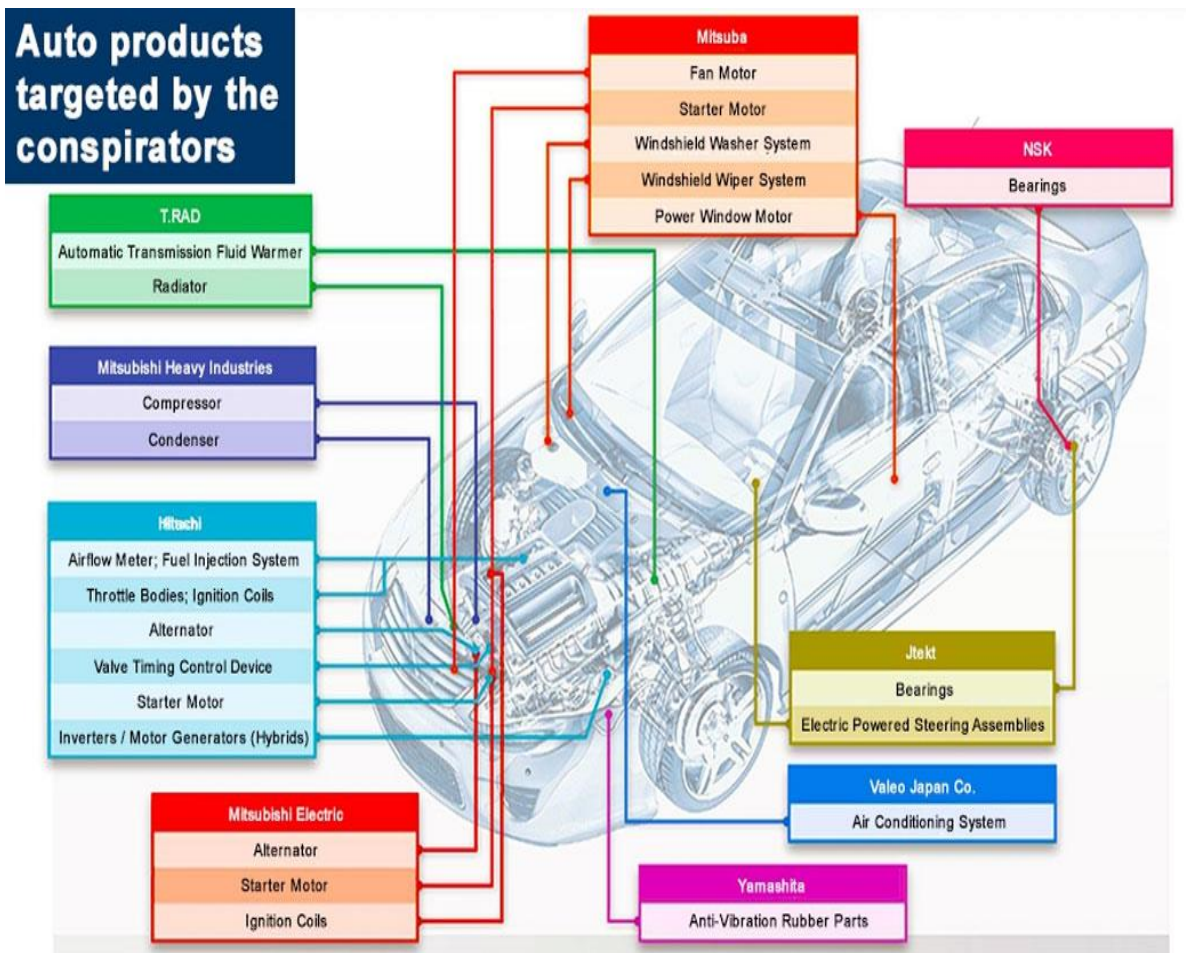 Auto products
targeted by the
conspirators
Mitsuba
Fan Motor
Starter Motor
Windshield Washer System
Windshield Wiper System
Power Window Motor
NSK
Bearings
T.RAD
Automatic Transmission Fluid Warmer
Radiator
Mitsubishi Heavy Industries
Compressor
Condenser
Hitachi
Airflow Meter; Fuel Injection System
Throttle Bodies; Ignition Coils
Alternator
Valve Timing Control Device
Starter Motor
Inverters / Motor Generators (Hybrids)
Jtekt
Bearings
Electric Powered Steering Assemblies
Valeo Japan Co.
Air Conditioning System
Mitsubishi Electric
Alternator
Starter Motor
Ignition Coils
Yamashita
Anti-Vibration Rubber Parts